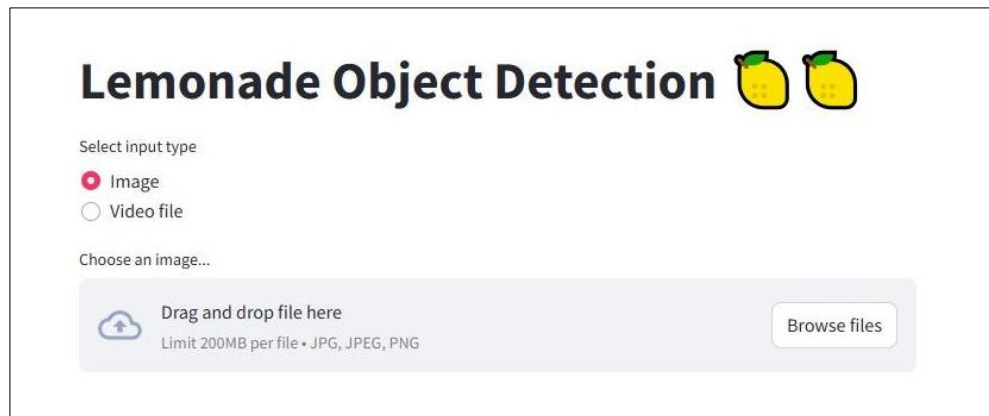 Lemonade Object Detection 🍋 🍋
Select input type
Image
Video file
Choose an image...
Drag and drop file here
Limit 200MB per file • JPG, JPEG, PNG
Browse files